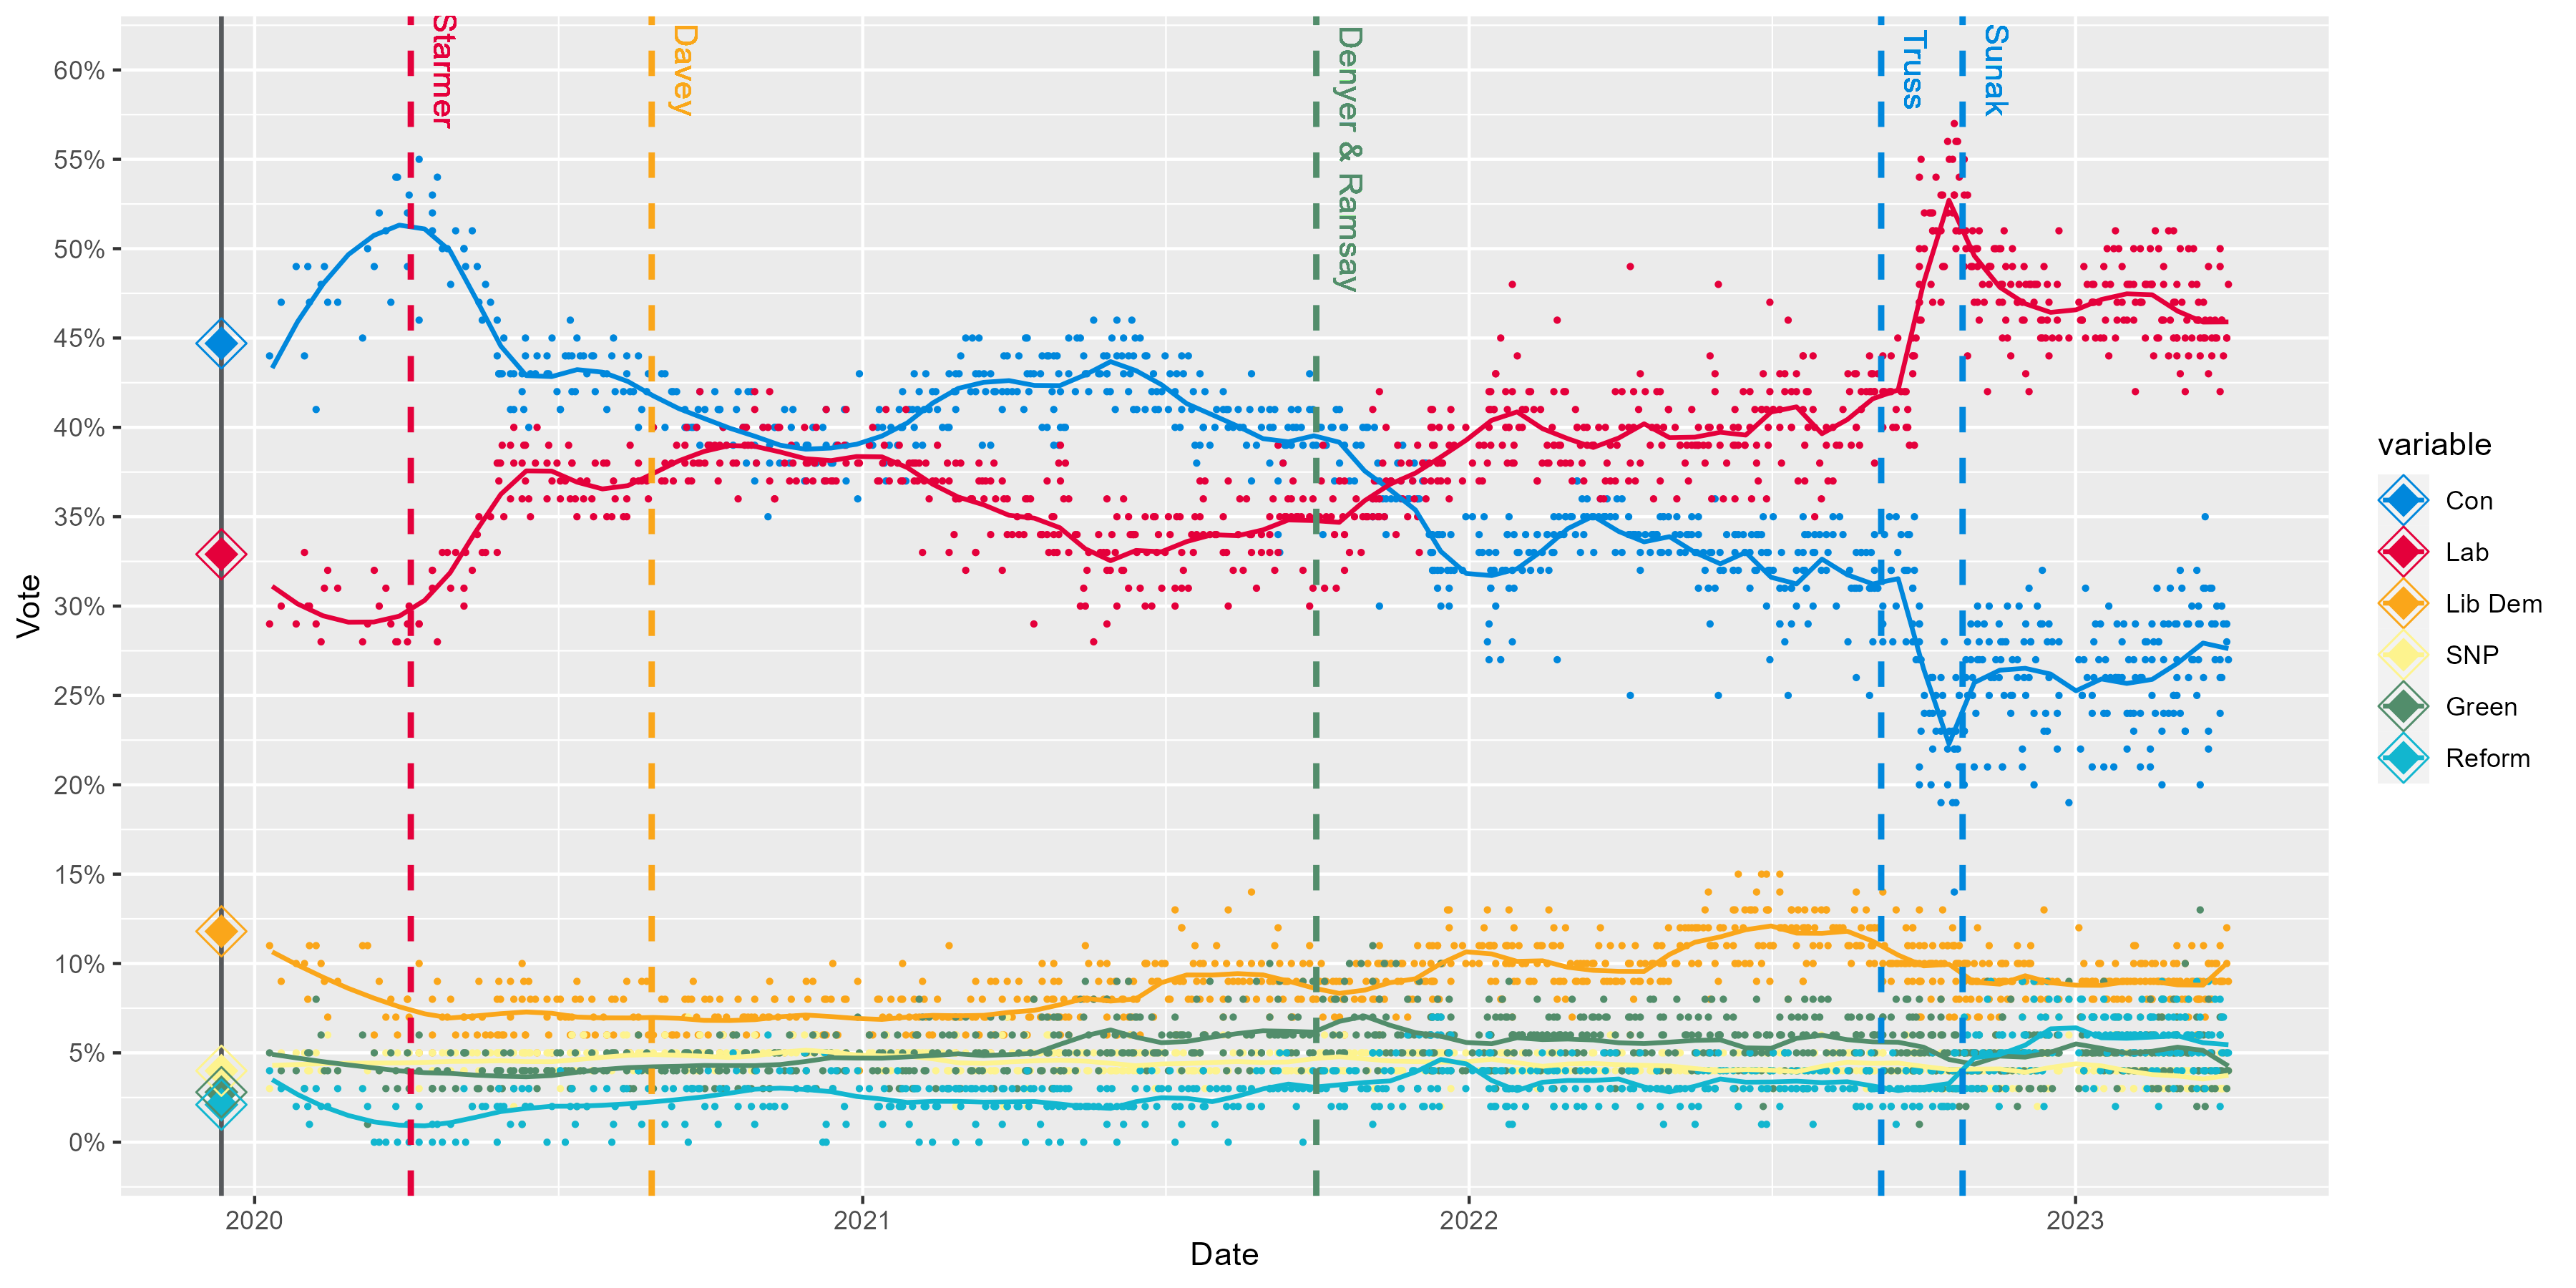 Starmer
Davey
Denyer & Ramsay
Truss
Sunak
60%
55%
50%
45%
40%
35%
30%
25%
20%
15%
10%
5%
0%
Vote
2020
2021
2022
2023
Date
variable
Con
Lab
Lib Dem
SNP
Green
Reform